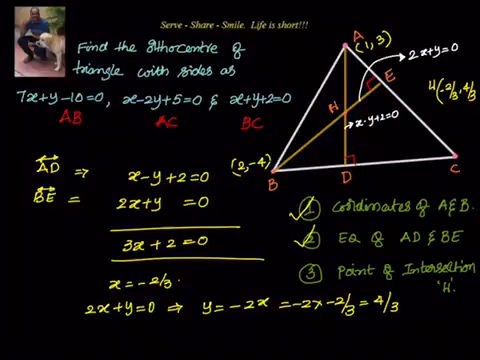 Serve - Share - Smile. Life is short!!!
Find the Orthocentre of
triangle with sides as
7x+y-10=0, x-2y+5=0 & x+y+2=0
AB AC BC
AD ⇒ x-y+2=0
BE = 2x+y =0
3x+2=0
x=-2/3.
2x+y=0 ⇒ y=-2x =-2x-2/3=4/3
A (1,3)
2x+y=0
E
H(-2/3,4/3
H
x-y+2=0
(2,-4)
B
D
C
① Coordinates of A&B.
② EQ of AD & BE
③ Point of Intersection
'H'.